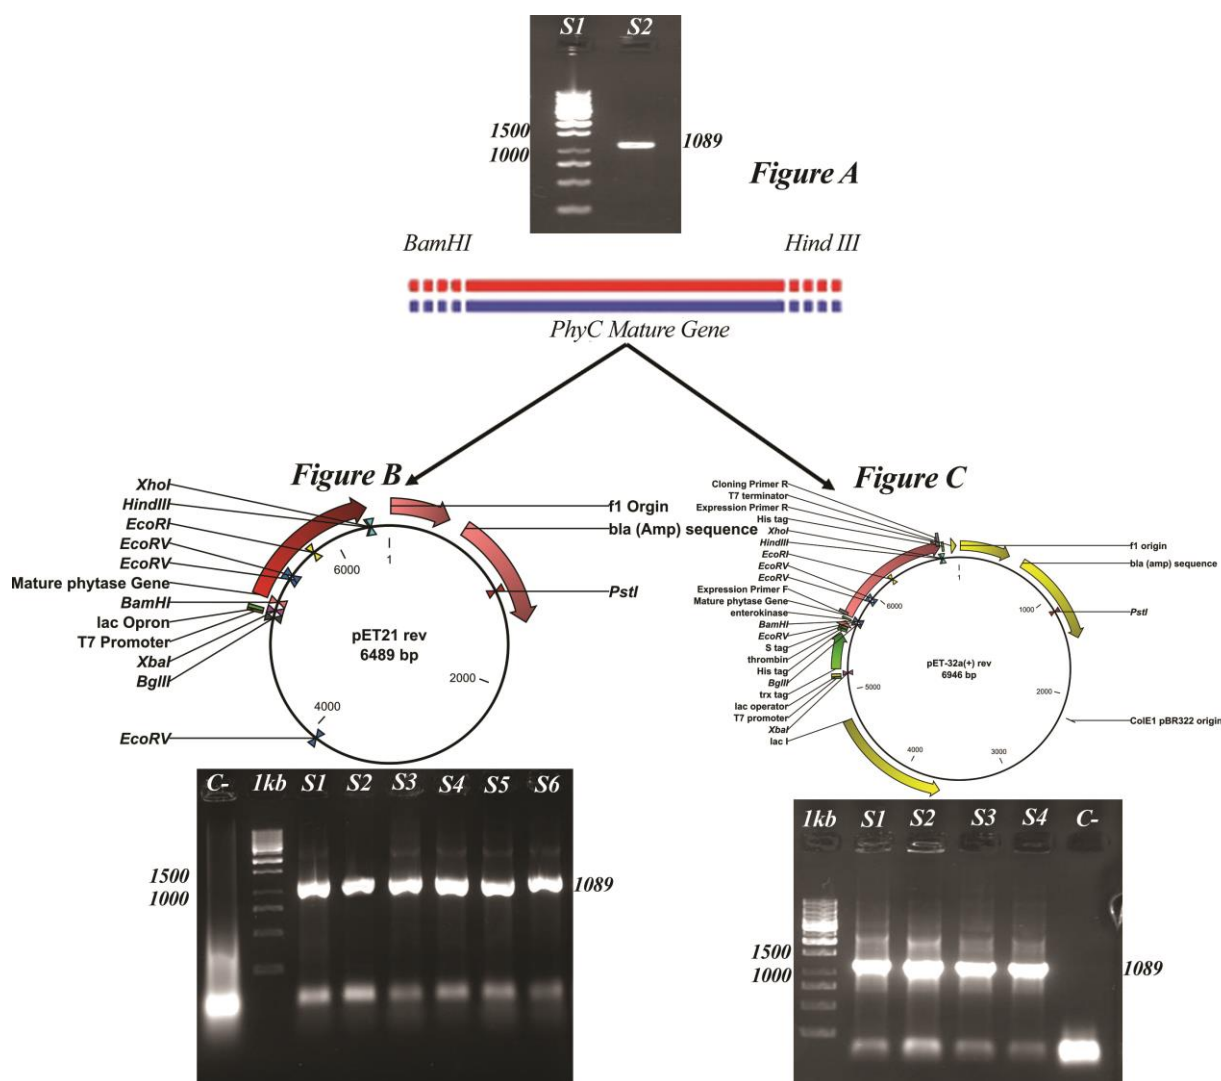 S1 S2
1500
1000
1089
Figure A
BamHI
Hind III
PhyC Mature Gene
Figure B
XhoI
HindIII
EcoRI
EcoRV
EcoRV
Mature phytase Gene
BamHI
lac Opron
T7 Promoter
XbaI
BglII
EcoRV
f1 Orgin
bla (Amp) sequence
PstI
6000
1
2000
4000
pET21 rev
6489 bp
Figure C
Cloning Primer R
T7 terminator
Expression Primer R
His tag
XhoI
HindIII
EcoRI
EcoRV
EcoRV
Expression Primer F
Mature phytase Gene
enterokinase
BamHI
EcoRV
S tag
thrombin
His tag
BglII
trx tag
lac operator
T7 promoter
XbaI
lac I
f1 origin
bla (amp) sequence
PstI
ColE1 pBR322 origin
1
1000
2000
3000
4000
5000
6000
pET-32a(+) rev
6946 bp
C- 1kb S1 S2 S3 S4 S5 S6
1500
1000
1089
1kb S1 S2 S3 S4 C-
1500
1000
1089